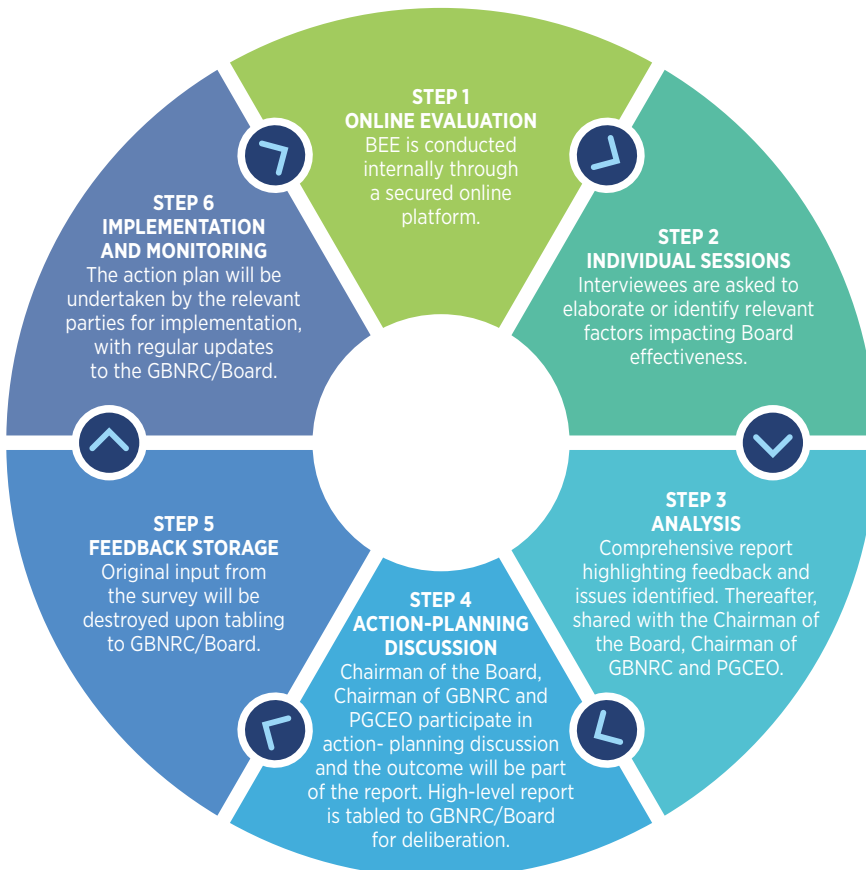 STEP 1
ONLINE EVALUATION
BEE is conducted
internally through
a secured online
platform.
STEP 2
INDIVIDUAL SESSIONS
Interviewees are asked to
elaborate or identify relevant
factors impacting Board
effectiveness.
STEP 3
ANALYSIS
Comprehensive report
highlighting feedback and
issues identified. Thereafter,
shared with the Chairman of
the Board, Chairman of
GBNRC and PGCEO.
STEP 4
ACTION-PLANNING
DISCUSSION
Chairman of the Board,
Chairman of GBNRC and
PGCEO participate in
action- planning discussion
and the outcome will be part
of the report. High-level report
is tabled to GBNRC/Board
for deliberation.
STEP 5
FEEDBACK STORAGE
Original input from
the survey will be
destroyed upon tabling
to GBNRC/Board.
STEP 6
IMPLEMENTATION
AND MONITORING
The action plan will be
undertaken by the relevant
parties for implementation,
with regular updates
to the GBNRC/Board.